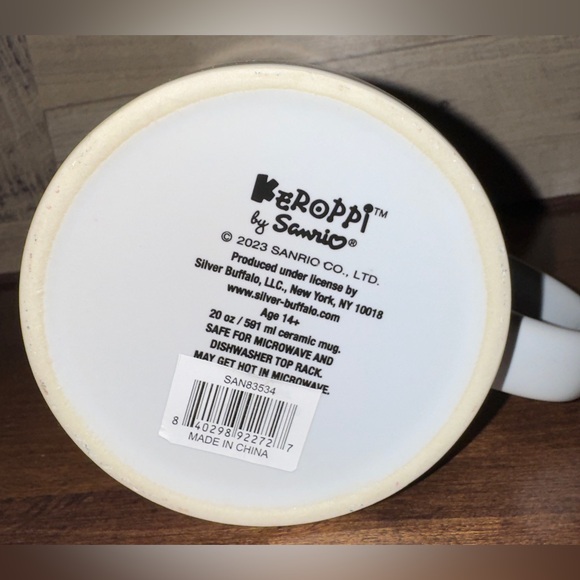 KEROPPi™
by Sanrio®
© 2023 SANRIO CO., LTD.
Produced under license by
Silver Buffalo, LLC., New York, NY 10018
www.silver-buffalo.com
Age 14+
20 oz / 591 ml ceramic mug.
SAFE FOR MICROWAVE AND
DISHWASHER TOP RACK.
MAY GET HOT IN MICROWAVE.
SAN83534
8 40298 92272 7
MADE IN CHINA